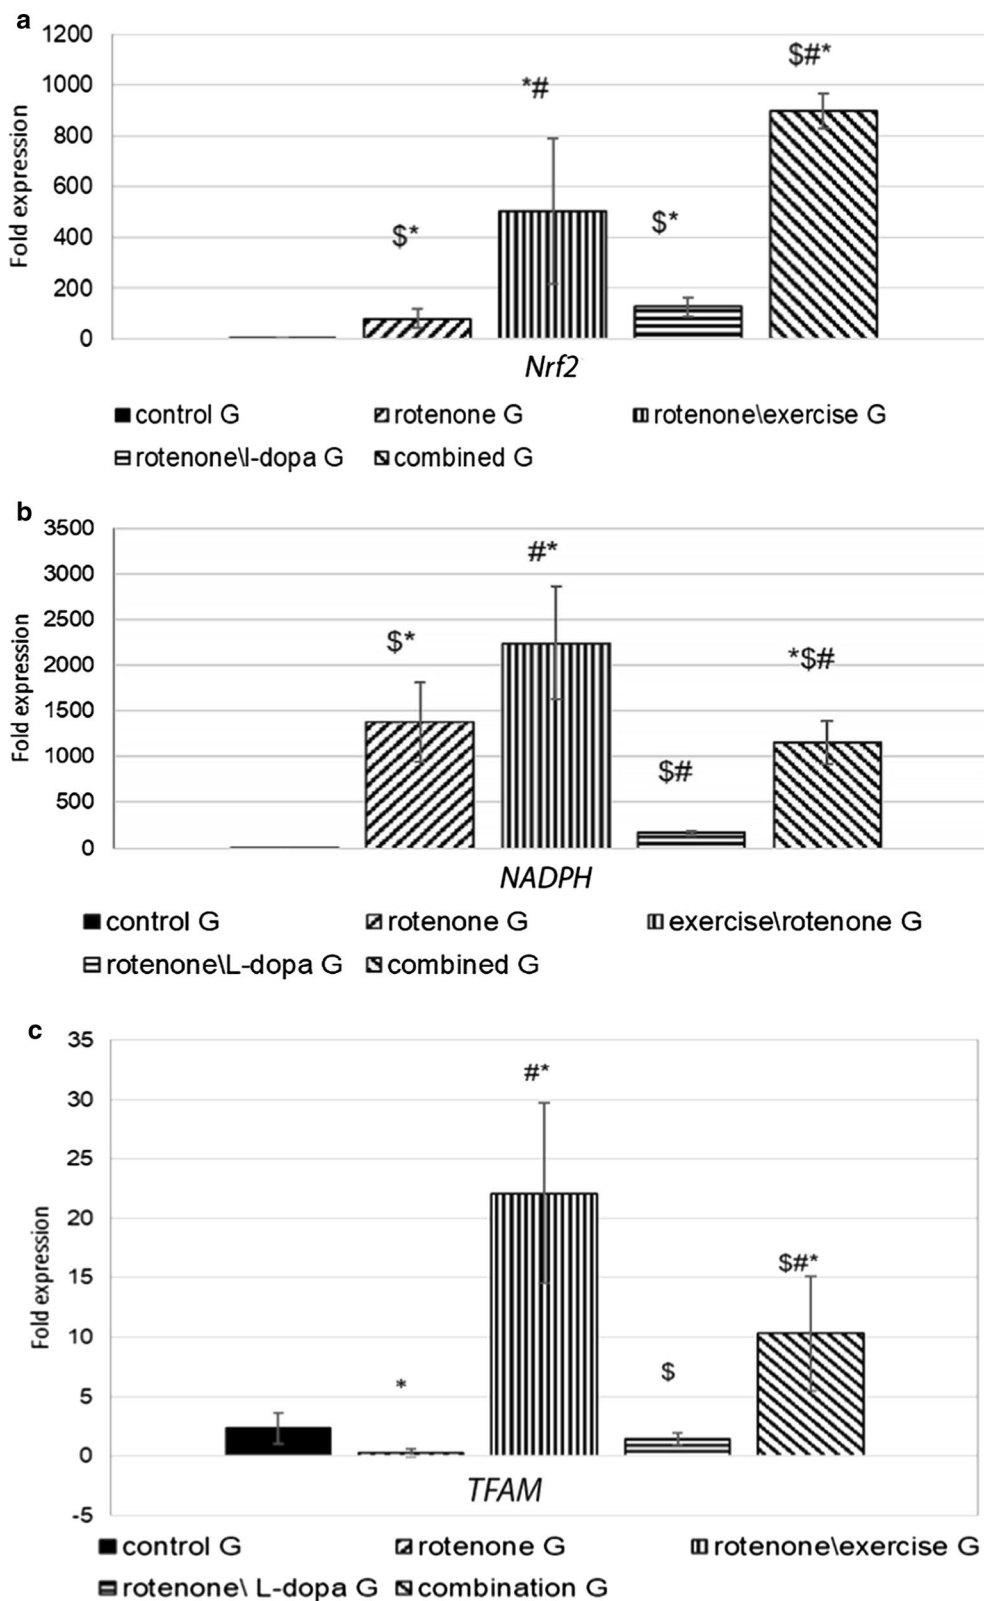 a
1200
1000
800
600
400
200
0
Fold expression
*#
$#*
$*
$*
Nrf2
control G rotenone G rotenone\exercise G
rotenone\l-dopa G combined G
b
3500
3000
2500
2000
1500
1000
500
0
Fold expression
#*
$*
*$#
$#
NADPH
control G rotenone G exercise\rotenone G
rotenone\L-dopa G combined G
c
35
30
25
20
15
10
5
0
-5
Fold expression
#*
$#*
*
$
TFAM
control G rotenone G rotenone\exercise G
rotenone\ L-dopa G combination G